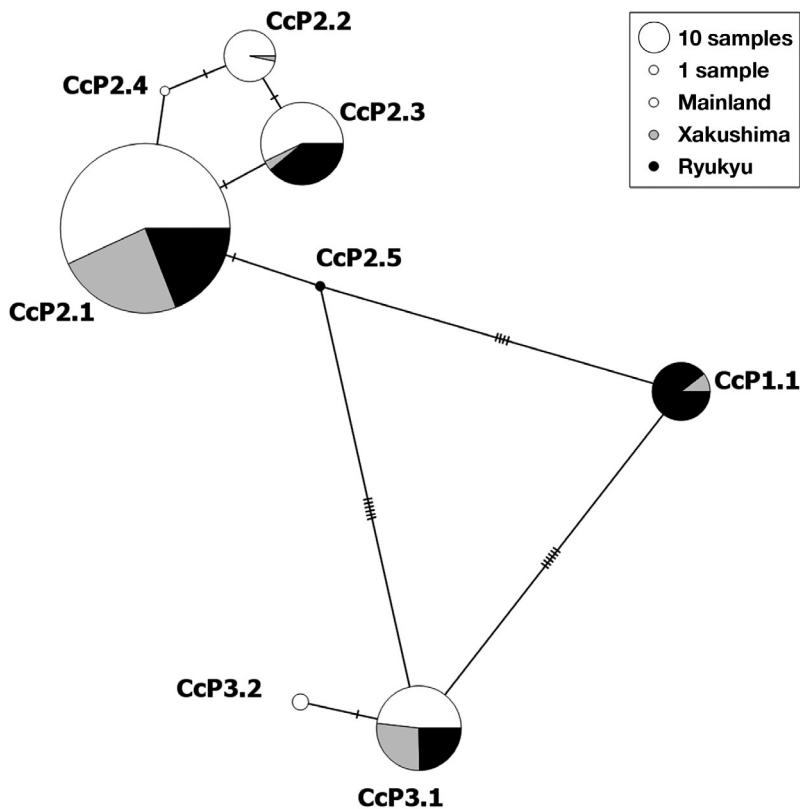 CcP2.2
CcP2.4
CcP2.3
CcP2.5
CcP2.1
CcP1.1
CcP3.2
CcP3.1
10 samples
1 sample
Mainland
Xakushima
Ryukyu